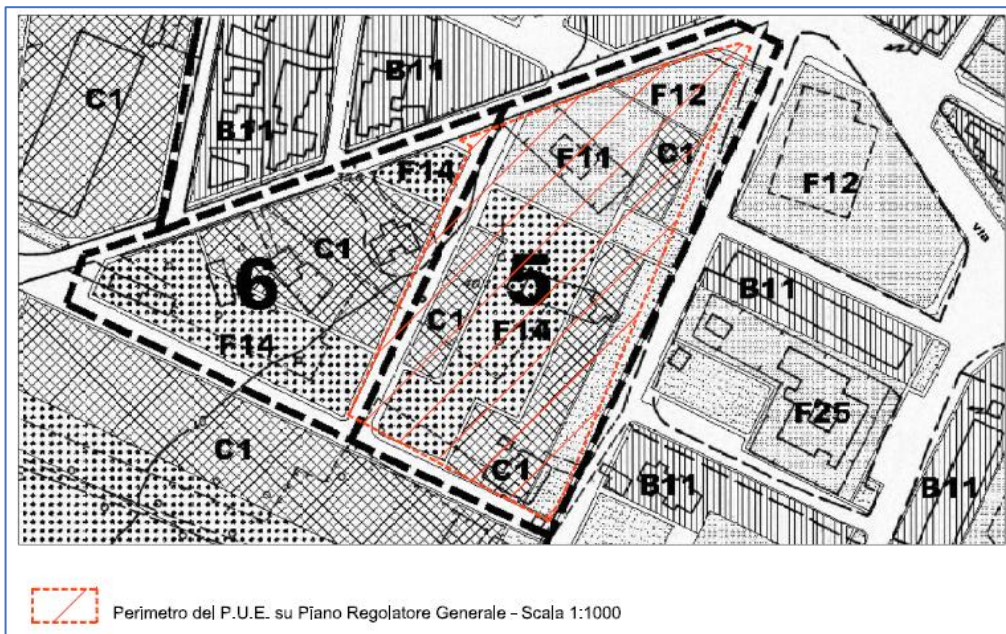 B11
C1
F12
B11
F11
C1
F14
F12
via
C1
6
5
B11
C1
F14
F14
F25
C1
C1
B11
B11
Perimetro del P.U.E. su Piano Regolatore Generale - Scala 1:1000